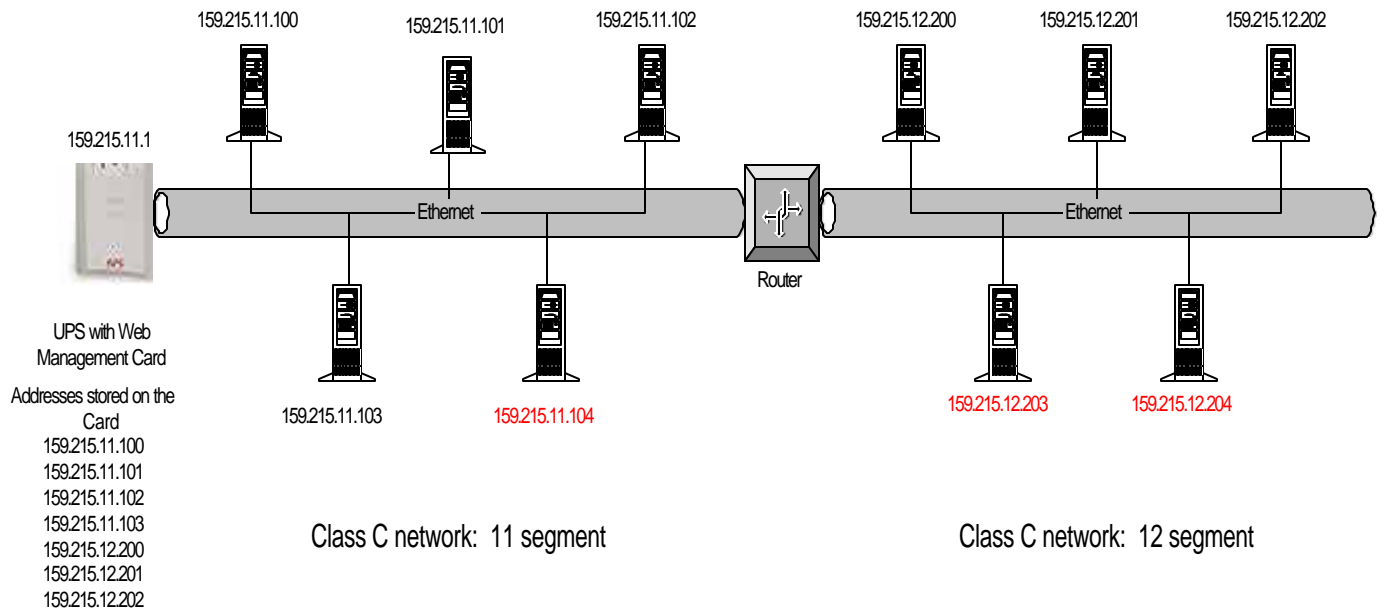 159.215.11.100
159.215.11.101
159.215.11.102
159.215.12.200
159.215.12.201
159.215.12.202
159.215.11.1
Ethernet
Ethernet
Router
UPS with Web
Management Card
Addresses stored on the
Card
159.215.11.100
159.215.11.101
159.215.11.102
159.215.11.103
159.215.12.200
159.215.12.201
159.215.12.202
159.215.11.103
159.215.11.104
159.215.12.203
159.215.12.204
Class C network: 11 segment
Class C network: 12 segment